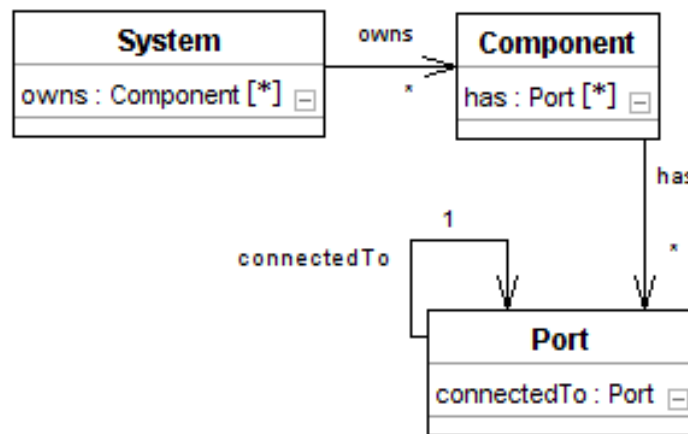 System
owns : Component [*]
owns
*
Component
has : Port [*]
has
*
1
connectedTo
Port
connectedTo : Port